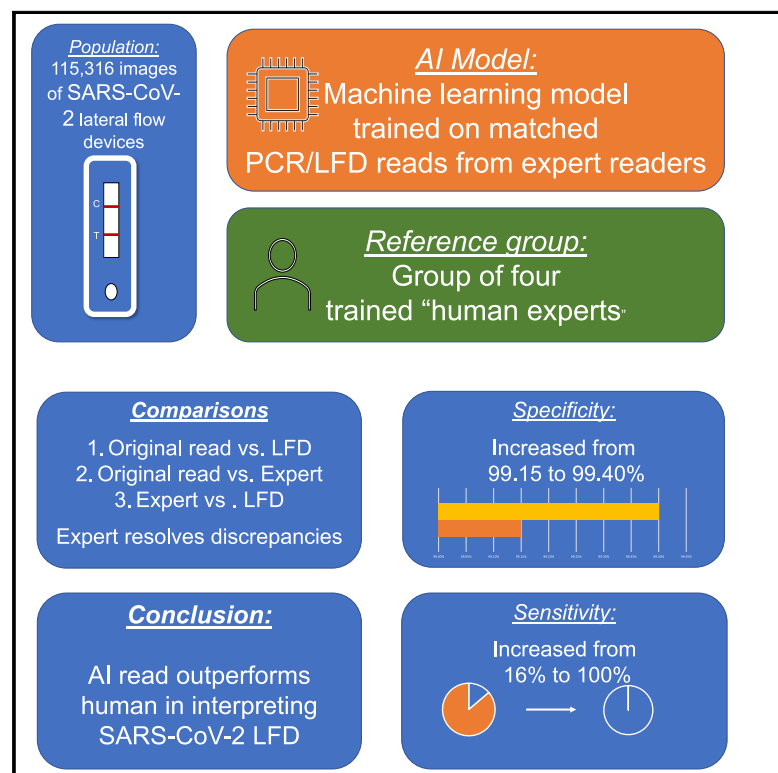 Population:
115,316 images
of SARS-CoV-
2 lateral flow
devices
C
T
AI Model:
Machine learning model
trained on matched
PCR/LFD reads from expert readers
Reference group:
Group of four
trained “human experts”
Comparisons
1. Original read vs. LFD
2. Original read vs. Expert
3. Expert vs . LFD
Expert resolves discrepancies
Specificity:
Increased from
99.15 to 99.40%
Conclusion:
AI read outperforms
human in interpreting
SARS-CoV-2 LFD
Sensitivity:
Increased from
16% to 100%